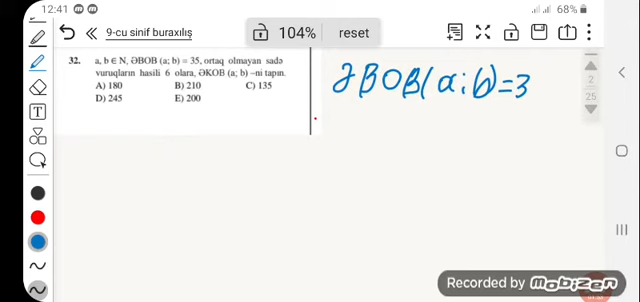 12:41 68%
9-cu sinif buraxılış 104% reset
32. a, b ∈ N, ƏBOB (a; b) = 35, ortaq olmayan sadə
vuruqların hasili 6 olarsa, ƏKOB (a; b) –ni tapın.
A) 180 B) 210 C) 135
D) 245 E) 200
ƏBOB(a;b)=3
2
25
T
Recorded by Mobizen